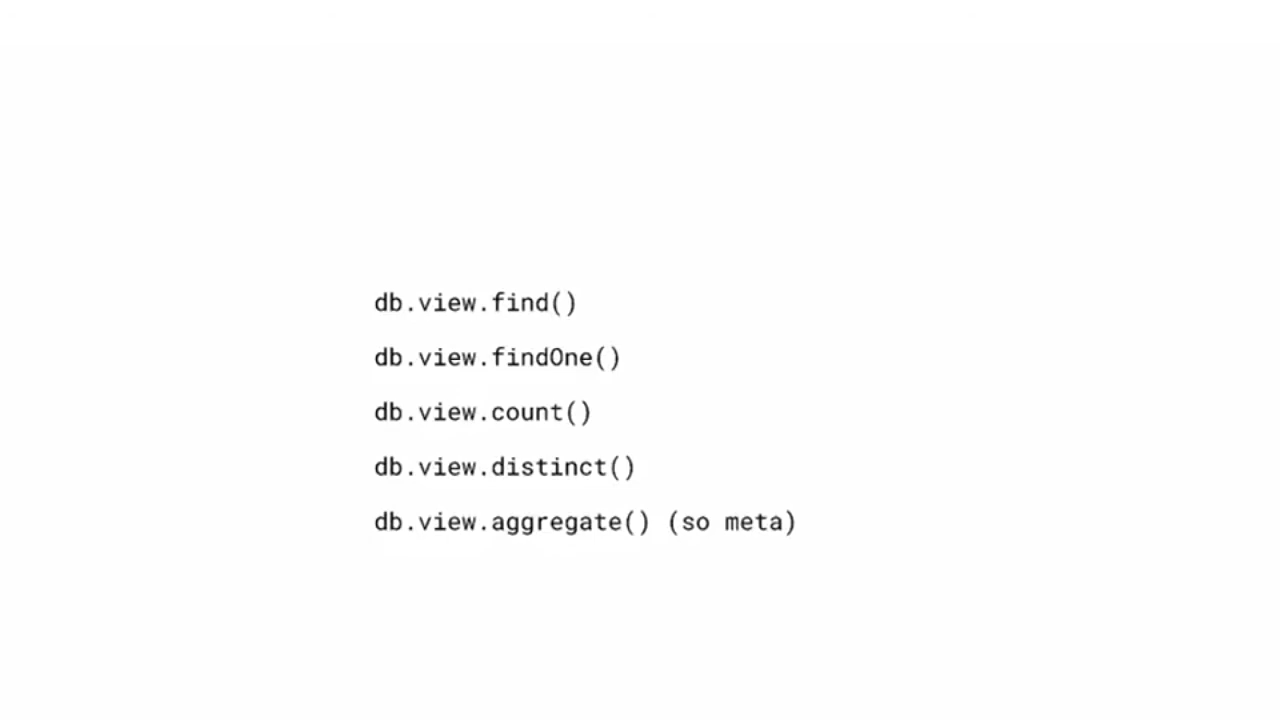 db.view.find()
db.view.findOne()
db.view.count()
db.view.distinct()
db.view.aggregate() (so meta)